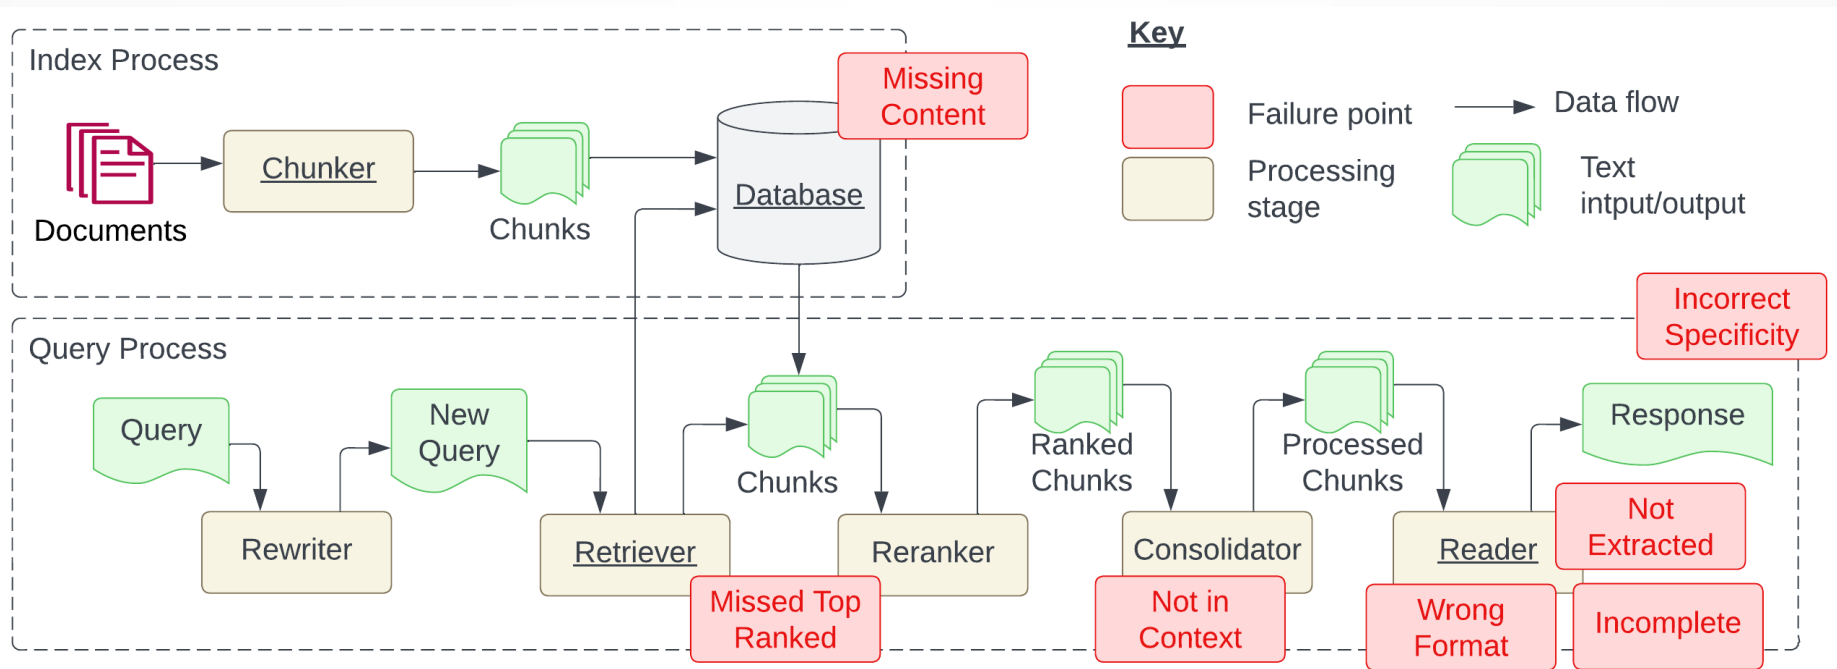 Index Process
Documents
Chunker
Chunks
Database
Missing
Content
Key
Failure point
Processing
stage
Data flow
Text
intput/output
Query Process
Query
Rewriter
New
Query
Retriever
Missed Top
Ranked
Chunks
Reranker
Ranked
Chunks
Consolidator
Not in
Context
Processed
Chunks
Reader
Wrong
Format
Not
Extracted
Incomplete
Response
Incorrect
Specificity